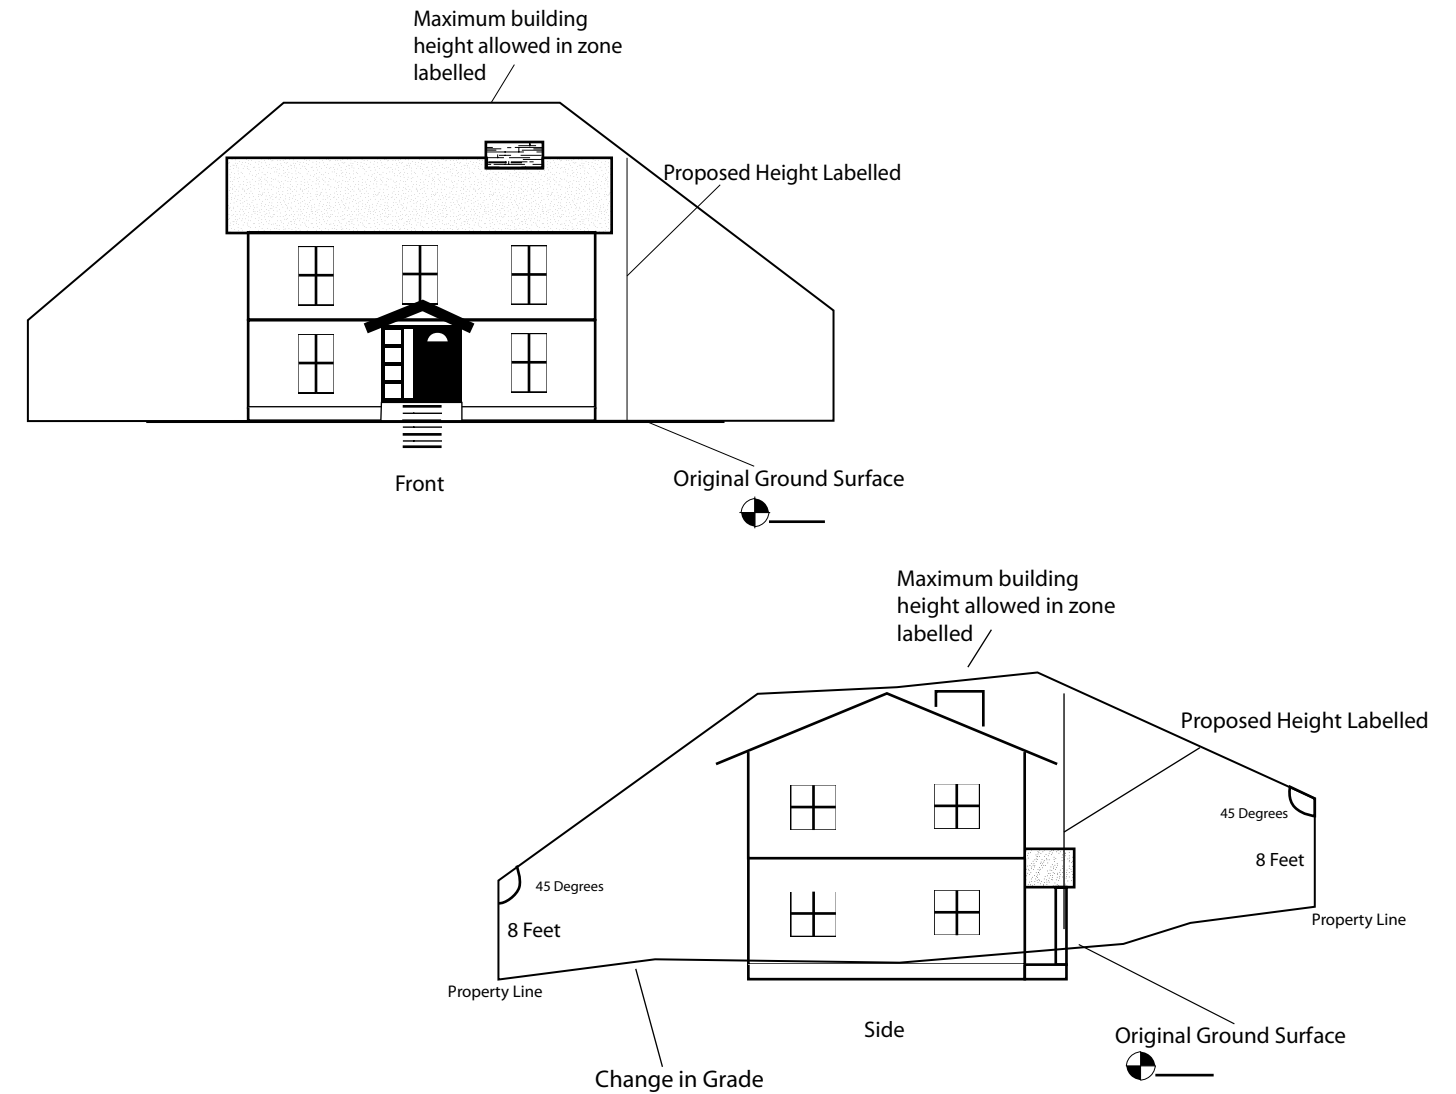 Maximum building
height allowed in zone
labelled
Proposed Height Labelled
Original Ground Surface
Front
Maximum building
height allowed in zone
labelled
Proposed Height Labelled
45 Degrees
8 Feet
Property Line
45 Degrees
8 Feet
Property Line
Side
Original Ground Surface
Change in Grade